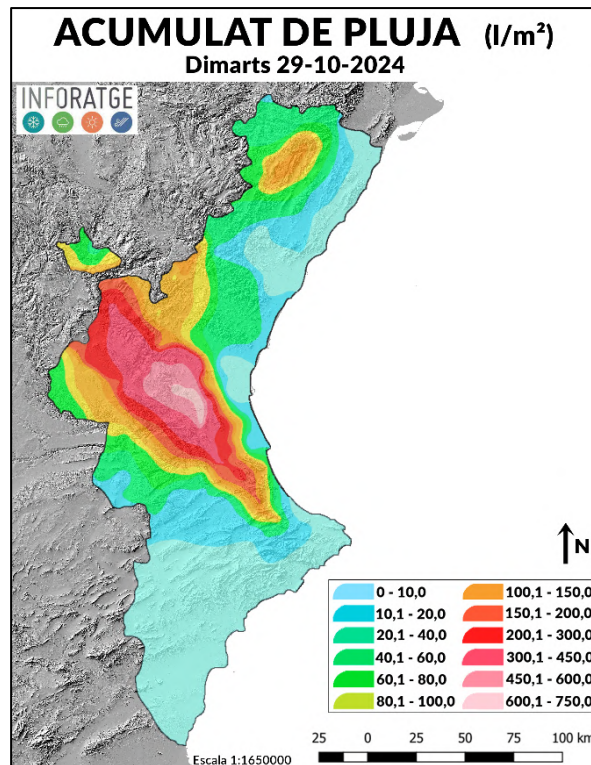 ACUMULAT DE PLUJA (l/m²)
Dimarts 29-10-2024
INFORATGE
N
0 - 10,0
10,1 - 20,0
20,1 - 40,0
40,1 - 60,0
60,1 - 80,0
80,1 - 100,0
100,1 - 150,0
150,1 - 200,0
200,1 - 300,0
300,1 - 450,0
450,1 - 600,0
600,1 - 750,0
Escala 1:1650000
25 0 25 50 75 100 km